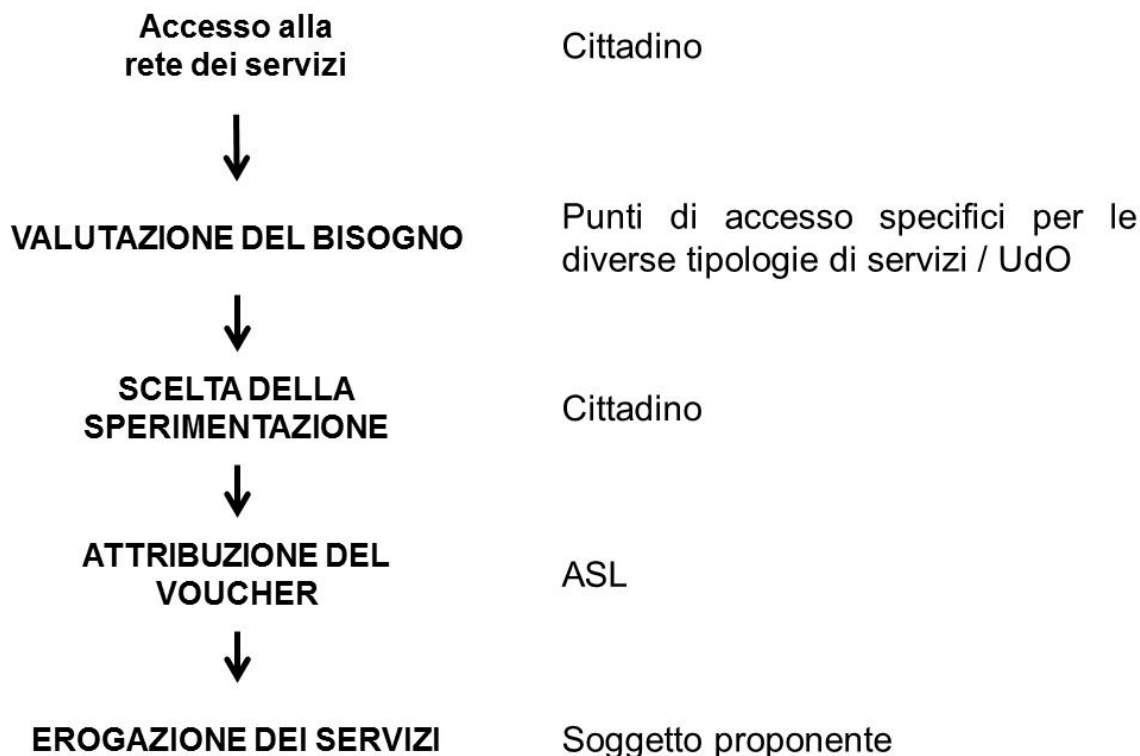 Accesso alla
rete dei servizi
Cittadino
VALUTAZIONE DEL BISOGNO
Punti di accesso specifici per le
diverse tipologie di servizi / UdO
SCELTA DELLA
SPERIMENTAZIONE
Cittadino
ATTRIBUZIONE DEL
VOUCHER
ASL
EROGAZIONE DEI SERVIZI
Soggetto proponente